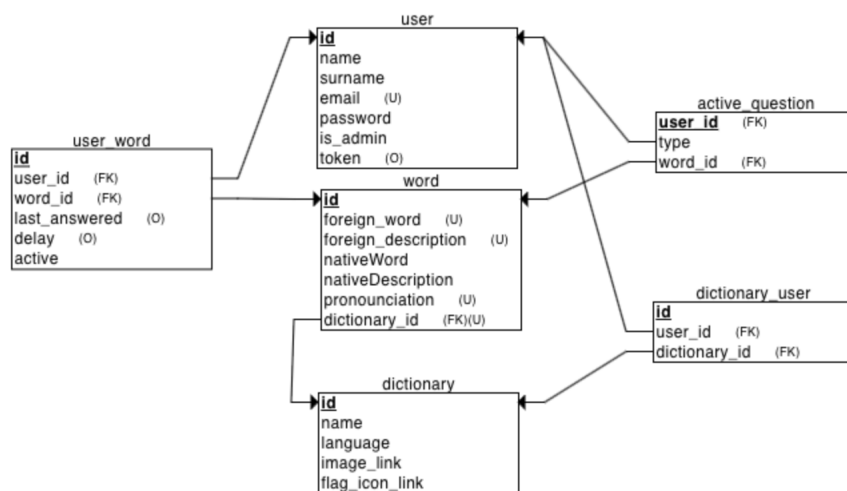 user
id
name
surname
email (U)
password
is_admin
token (O)
user_word
id
user_id (FK)
word_id (FK)
last_answered (O)
delay (O)
active
word
id
foreign_word (U)
foreign_description (U)
nativeWord
nativeDescription
pronounciation (U)
dictionary_id (FK)(U)
active_question
user_id (FK)
type
word_id (FK)
dictionary_user
id
user_id (FK)
dictionary_id (FK)
dictionary
id
name
language
image_link
flag_icon_link